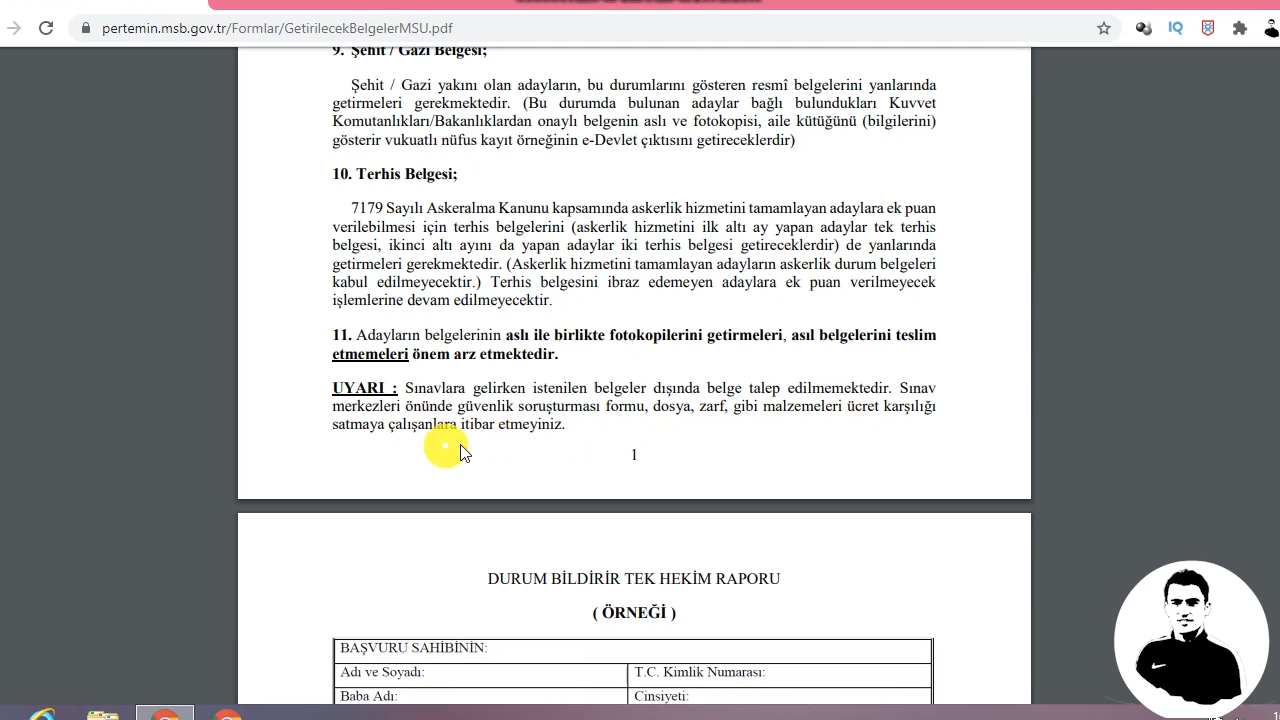 pertemin.msb.gov.tr/Formlar/GetirilecekBelgelerMSU.pdf
IQ
9. Şehit / Gazi Belgesi;
Şehit / Gazi yakını olan adayların, bu durumlarını gösteren resmî belgelerini yanlarında
getirmeleri gerekmektedir. (Bu durumda bulunan adaylar bağlı bulundukları Kuvvet
Komutanlıkları/Bakanlıklardan onaylı belgenin aslı ve fotokopisi, aile kütüğünü (bilgilerini)
gösterir vukuatlı nüfus kayıt örneğinin e-Devlet çıktısını getireceklerdir)
10. Terhis Belgesi;
7179 Sayılı Askeralma Kanunu kapsamında askerlik hizmetini tamamlayan adaylara ek puan
verilebilmesi için terhis belgelerini (askerlik hizmetini ilk altı ay yapan adaylar tek terhis
belgesi, ikinci altı ayını da yapan adaylar iki terhis belgesi getireceklerdir) de yanlarında
getirmeleri gerekmektedir. (Askerlik hizmetini tamamlayan adayların askerlik durum belgeleri
kabul edilmeyecektir.) Terhis belgesini ibraz edemeyen adaylara ek puan verilmeyecek
işlemlerine devam edilmeyecektir.
11. Adayların belgelerinin aslı ile birlikte fotokopilerini getirmeleri, asıl belgelerini teslim
etmemeleri önem arz etmektedir.
UYARI : Sınavlara gelirken istenilen belgeler dışında belge talep edilmemektedir. Sınav
merkezleri önünde güvenlik soruşturması formu, dosya, zarf, gibi malzemeleri ücret karşılığı
satmaya çalışanlara itibar etmeyiniz.
1
DURUM BİLDİRİR TEK HEKİM RAPORU
( ÖRNEĞİ )
BAŞVURU SAHİBİNİN:
Adı ve Soyadı: T.C. Kimlik Numarası:
Baba Adı: Cinsiyeti: